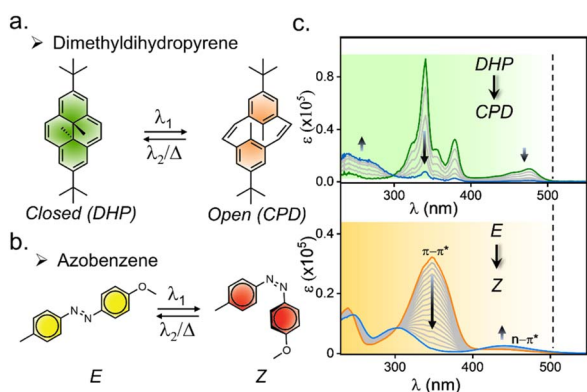 a.
➤ Dimethyldihydropyrene
λ1
λ2/Δ
Closed (DHP)
Open (CPD)
b.
➤ Azobenzene
N
N
O
λ1
λ2/Δ
N
N
O
E
Z
c.
DHP
CPD
ε (x10⁵)
0.8
0.4
0.0
300
400
500
λ (nm)
E
Z
π–π*
n-π*
ε (x10⁵)
0.4
0.2
0
300
400
500
λ (nm)